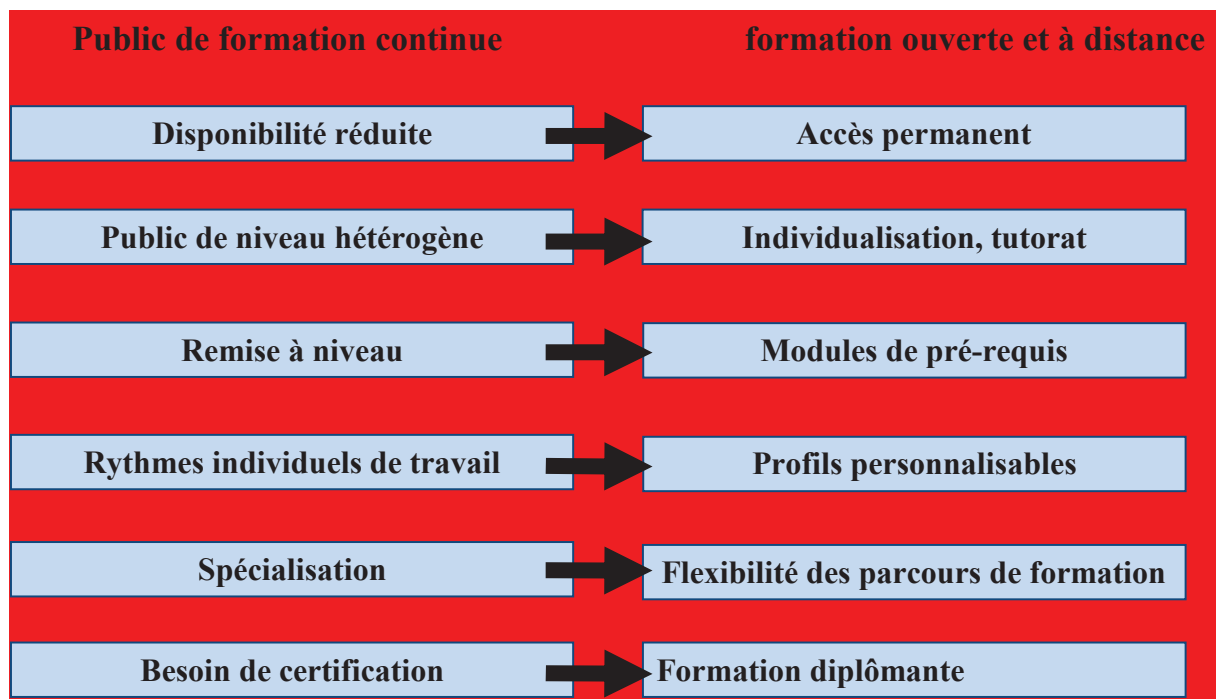 Public de formation continue
formation ouverte et à distance
Disponibilité réduite
Accès permanent
Public de niveau hétérogène
Individualisation, tutorat
Remise à niveau
Modules de pré-requis
Rythmes individuels de travail
Profils personnalisables
Spécialisation
Flexibilité des parcours de formation
Besoin de certification
Formation diplômante